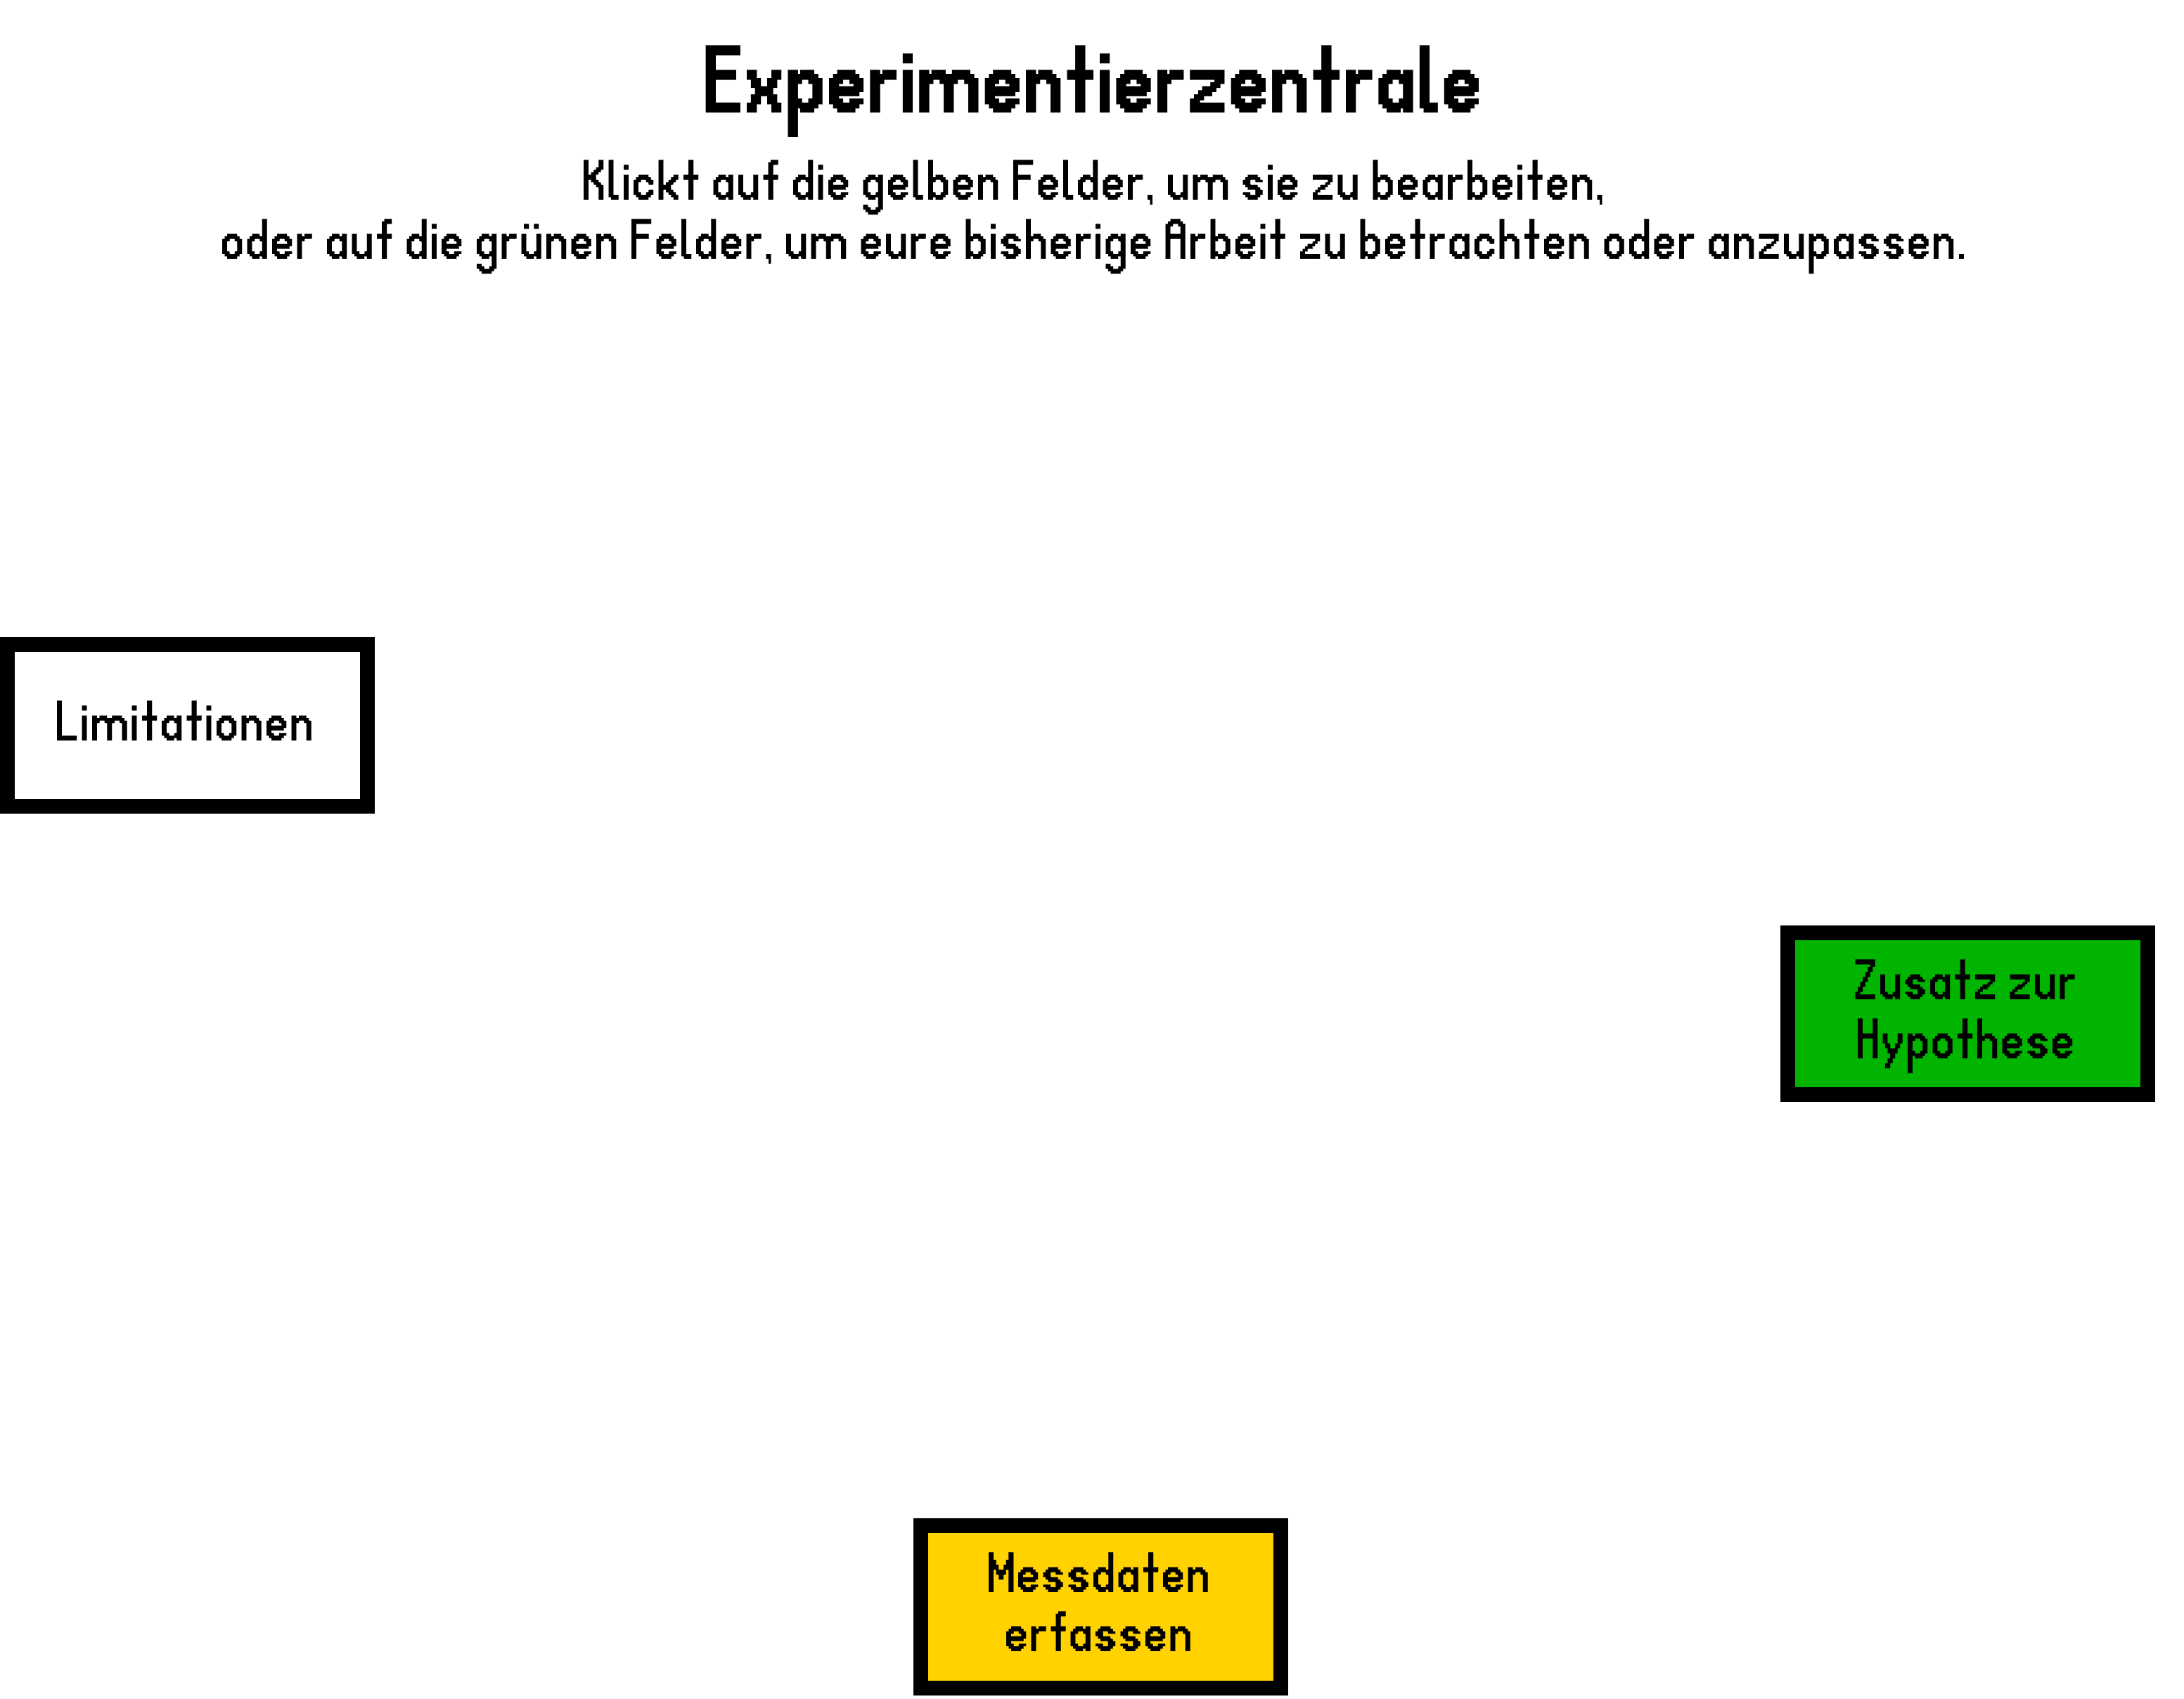 Experimentierzentrale
Klickt auf die gelben Felder, um sie zu bearbeiten,
oder auf die grünen Felder, um eure bisherige Arbeit zu betrachten oder anzupassen.
Limitationen
Zusatz zur
Hypothese
Messdaten
erfassen